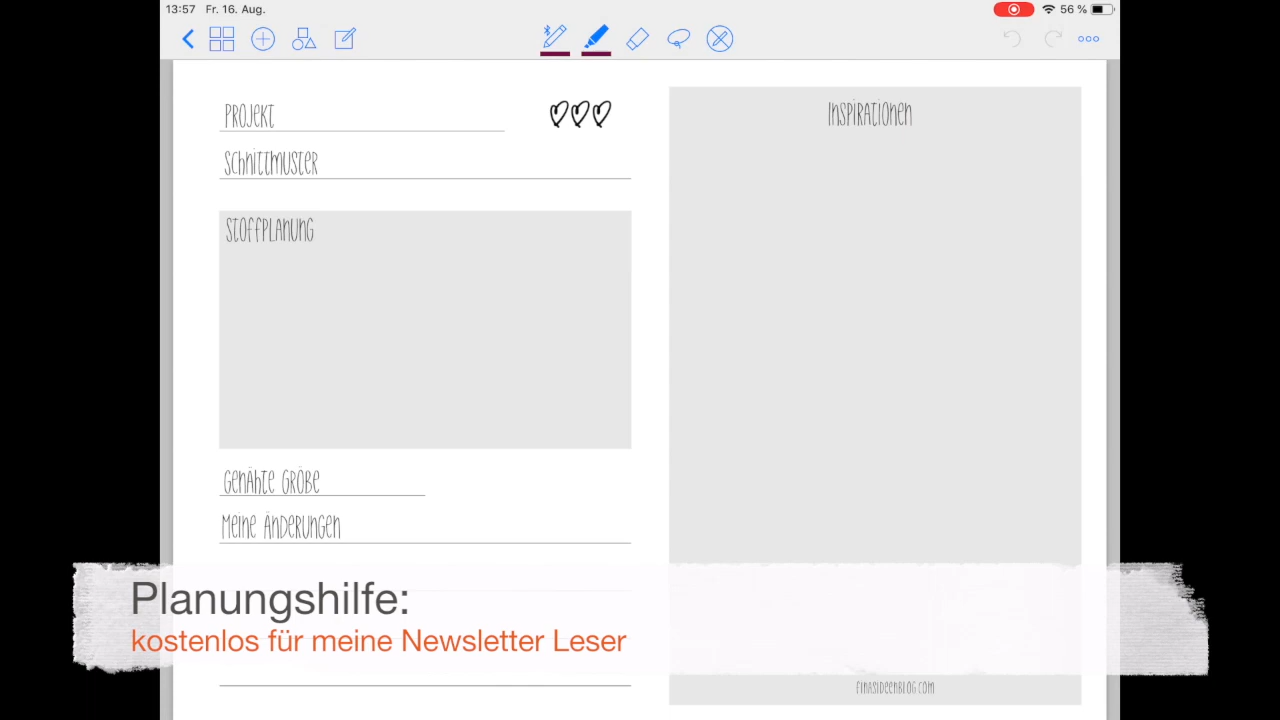 13:57 Fr. 16. Aug. 56 %
Projekt
Schnittmuster
Stoffplanung
Genähte Größe
Meine Änderungen
Inspirationen
Planungshilfe:
kostenlos für meine Newsletter Leser
finasideenblog.com